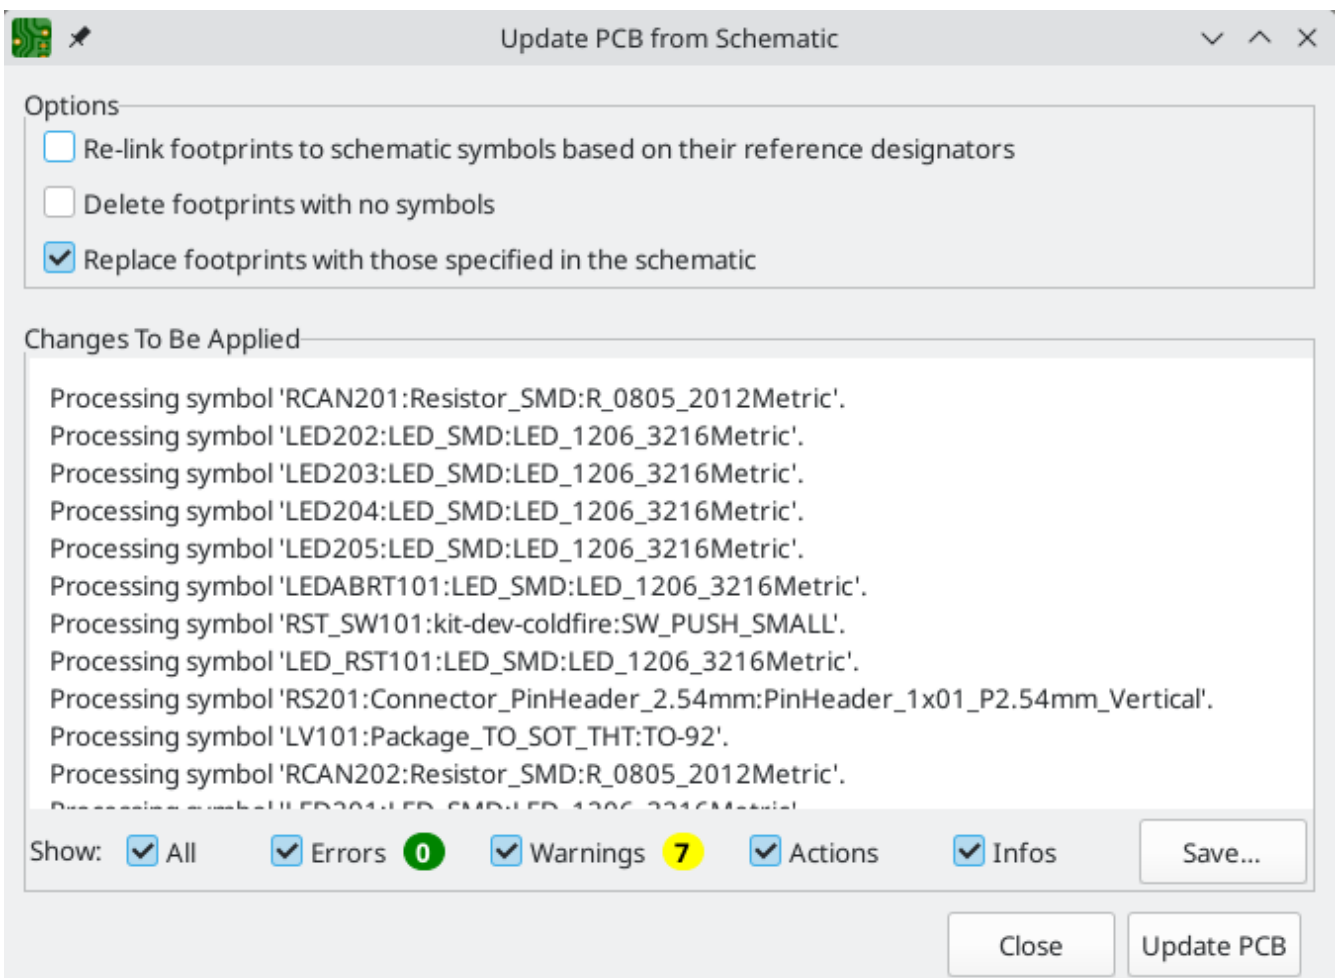 Update PCB from Schematic
Options
Re-link footprints to schematic symbols based on their reference designators
Delete footprints with no symbols
Replace footprints with those specified in the schematic
Changes To Be Applied
Processing symbol 'RCAN201:Resistor_SMD:R_0805_2012Metric'.
Processing symbol 'LED202:LED_SMD:LED_1206_3216Metric'.
Processing symbol 'LED203:LED_SMD:LED_1206_3216Metric'.
Processing symbol 'LED204:LED_SMD:LED_1206_3216Metric'.
Processing symbol 'LED205:LED_SMD:LED_1206_3216Metric'.
Processing symbol 'LEDABRT101:LED_SMD:LED_1206_3216Metric'.
Processing symbol 'RST_SW101:kit-dev-coldfire:SW_PUSH_SMALL'.
Processing symbol 'LED_RST101:LED_SMD:LED_1206_3216Metric'.
Processing symbol 'RS201:Connector_PinHeader_2.54mm:PinHeader_1x01_P2.54mm_Vertical'.
Processing symbol 'LV101:Package_TO_SOT_THT:TO-92'.
Processing symbol 'RCAN202:Resistor_SMD:R_0805_2012Metric'.
Processing symbol 'LED201:LED_SMD:LED_1206_3216Metric'.
Show: All Errors 0 Warnings 7 Actions Infos Save...
Close Update PCB